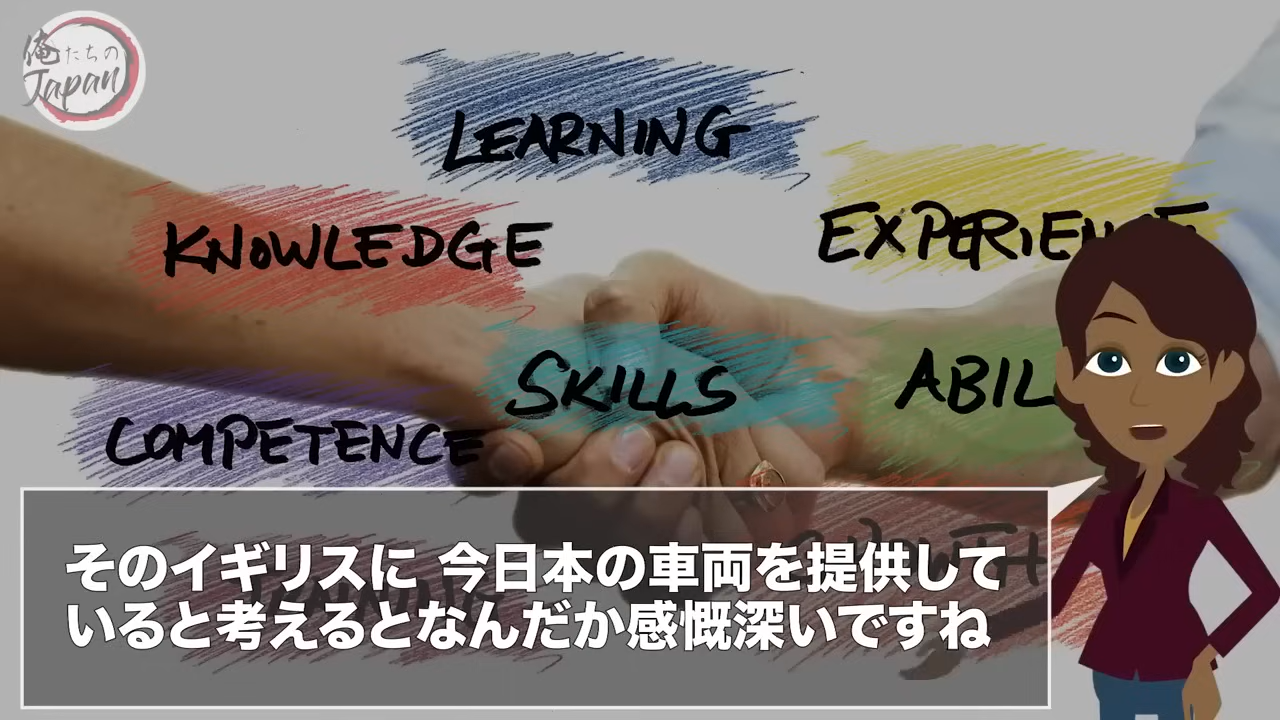 俺たちの
Japan
LEARNING
KNOWLEDGE
EXPERIENCE
SKILLS
COMPETENCE
そのイギリスに 今日本の車両を提供して
いると考えるとなんだか感慨深いですね